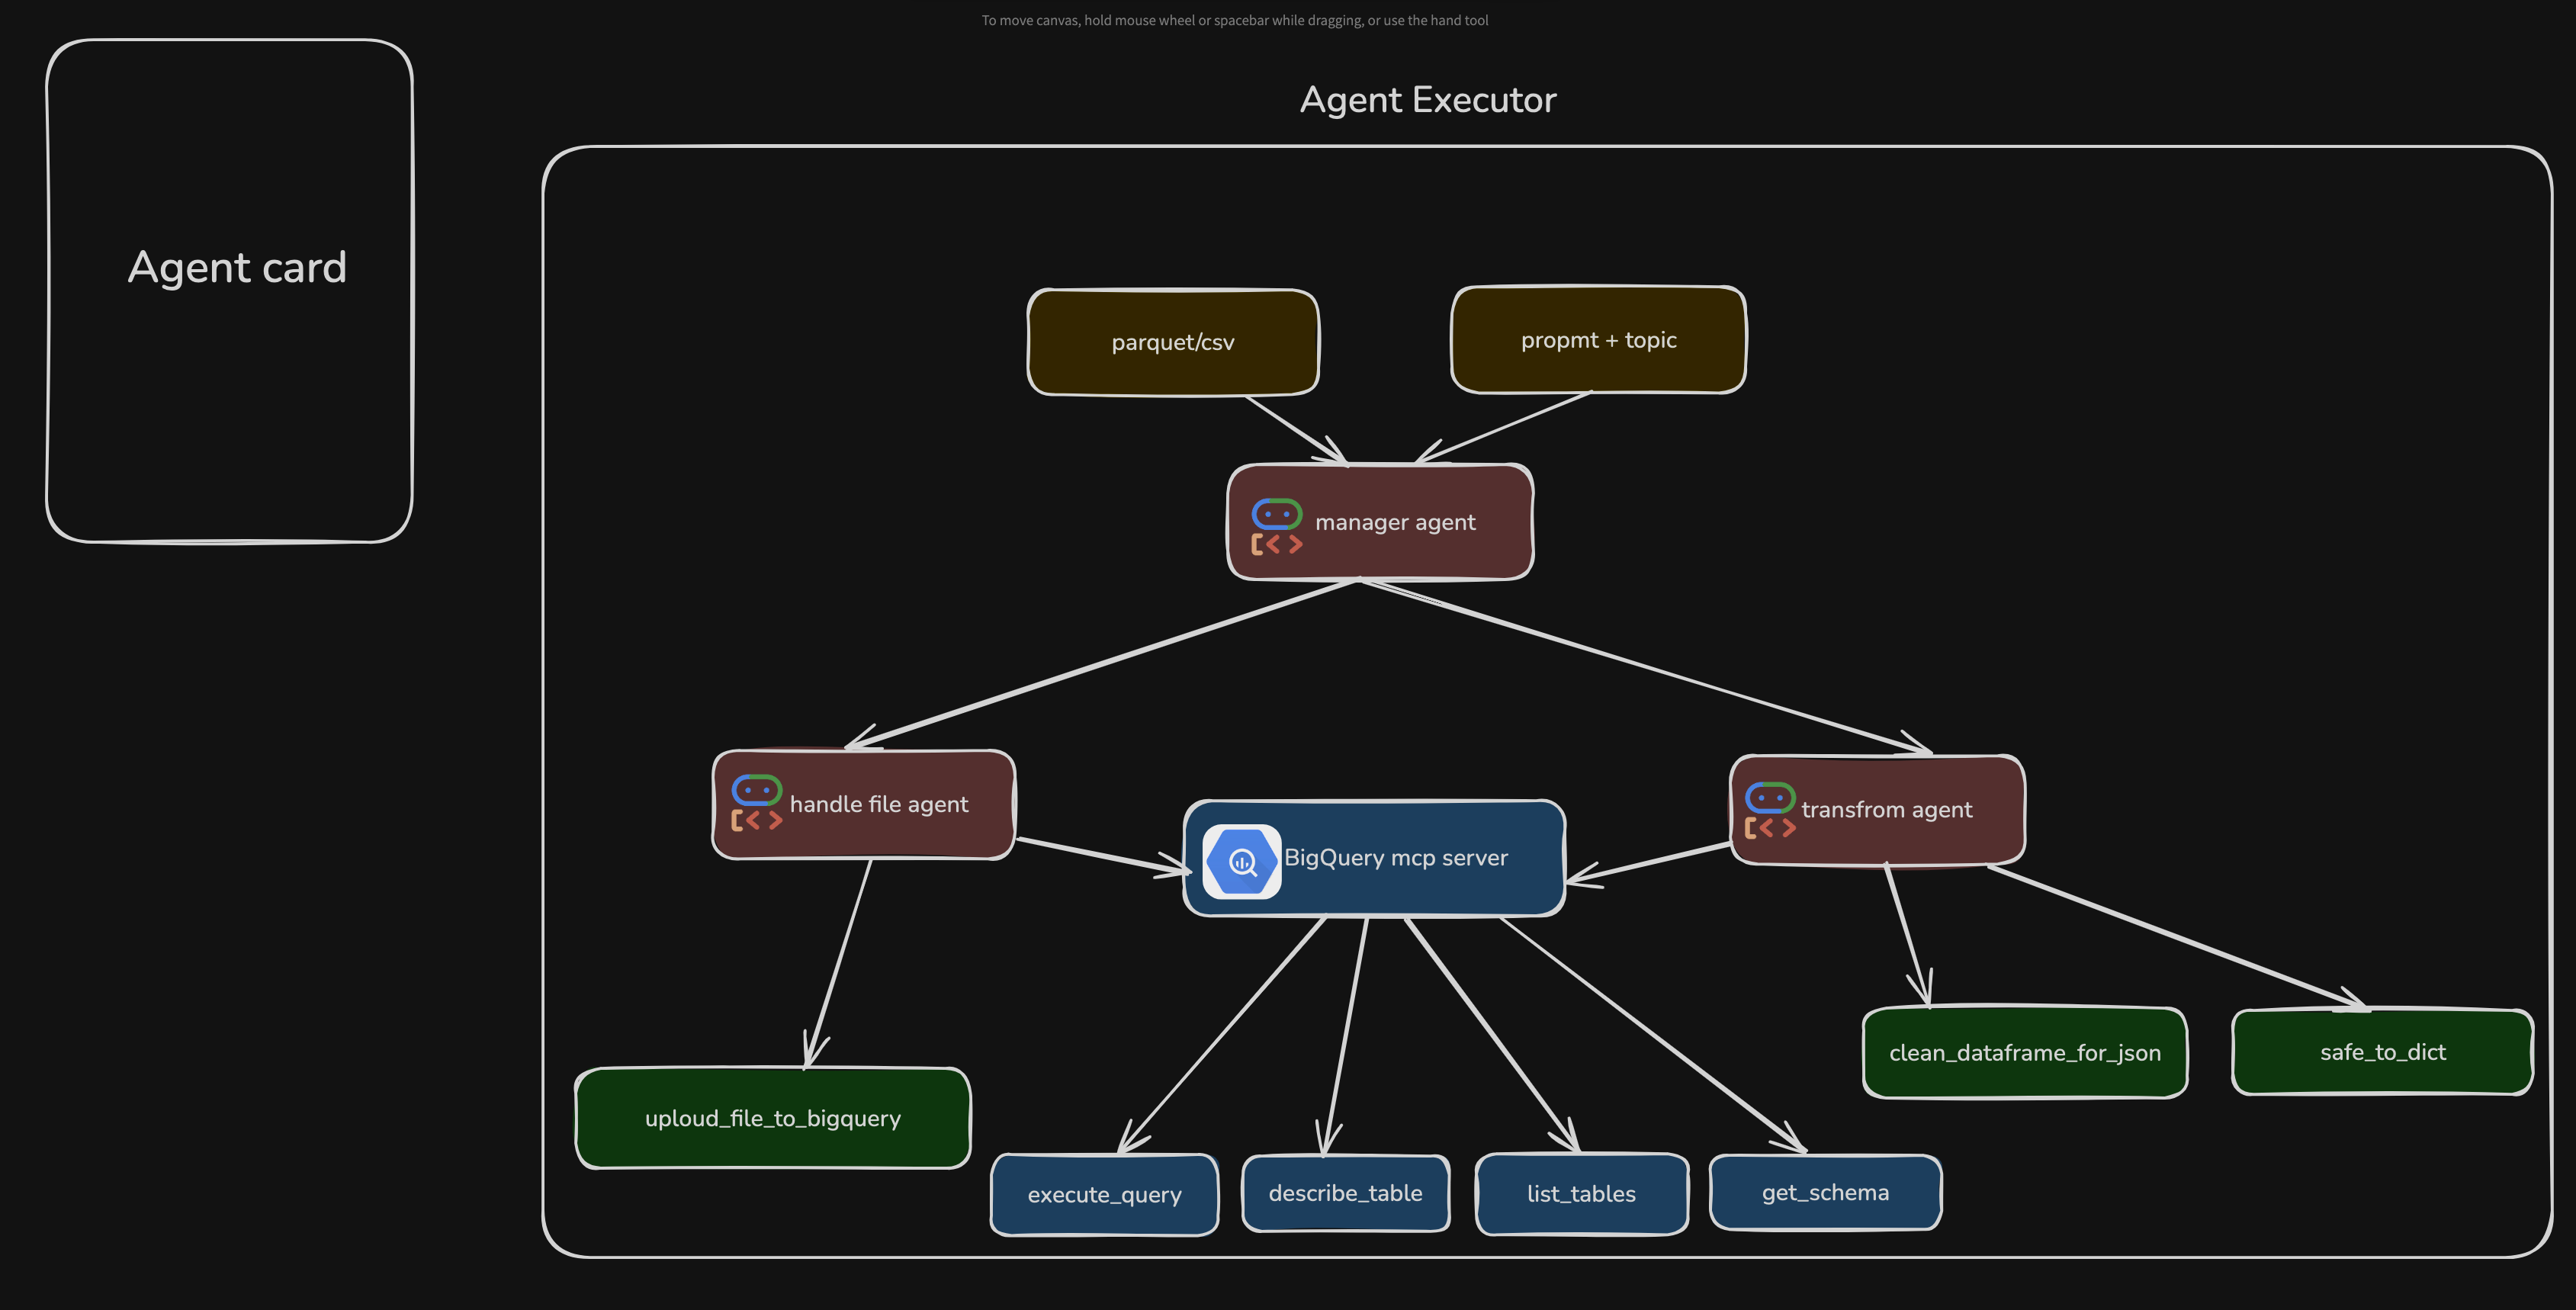 To move canvas, hold mouse wheel or spacebar while dragging, or use the hand tool
Agent card
Agent Executor
parquet/csv
propmt + topic
manager agent
handle file agent
BigQuery mcp server
transfrom agent
uploud_file_to_bigquery
execute_query
describe_table
list_tables
get_schema
clean_dataframe_for_json
safe_to_dict